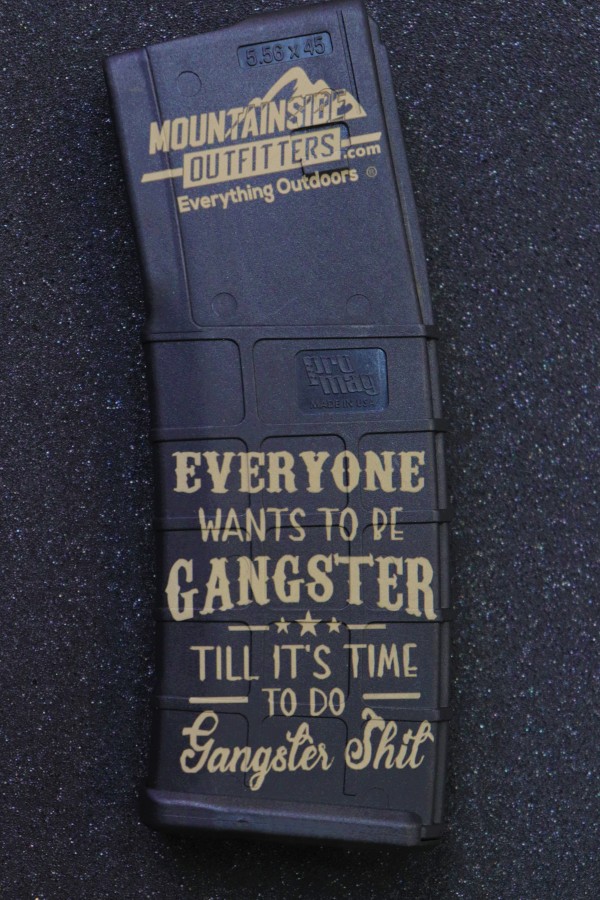 5.56 x 45
MOUNTAINSIDE
OUTFITTERS.com
Everything Outdoors ®
pro
mag
MADE IN USA
EVERYONE
WANTS TO BE
GANGSTER
TILL IT'S TIME
TO DO
Gangster Shit